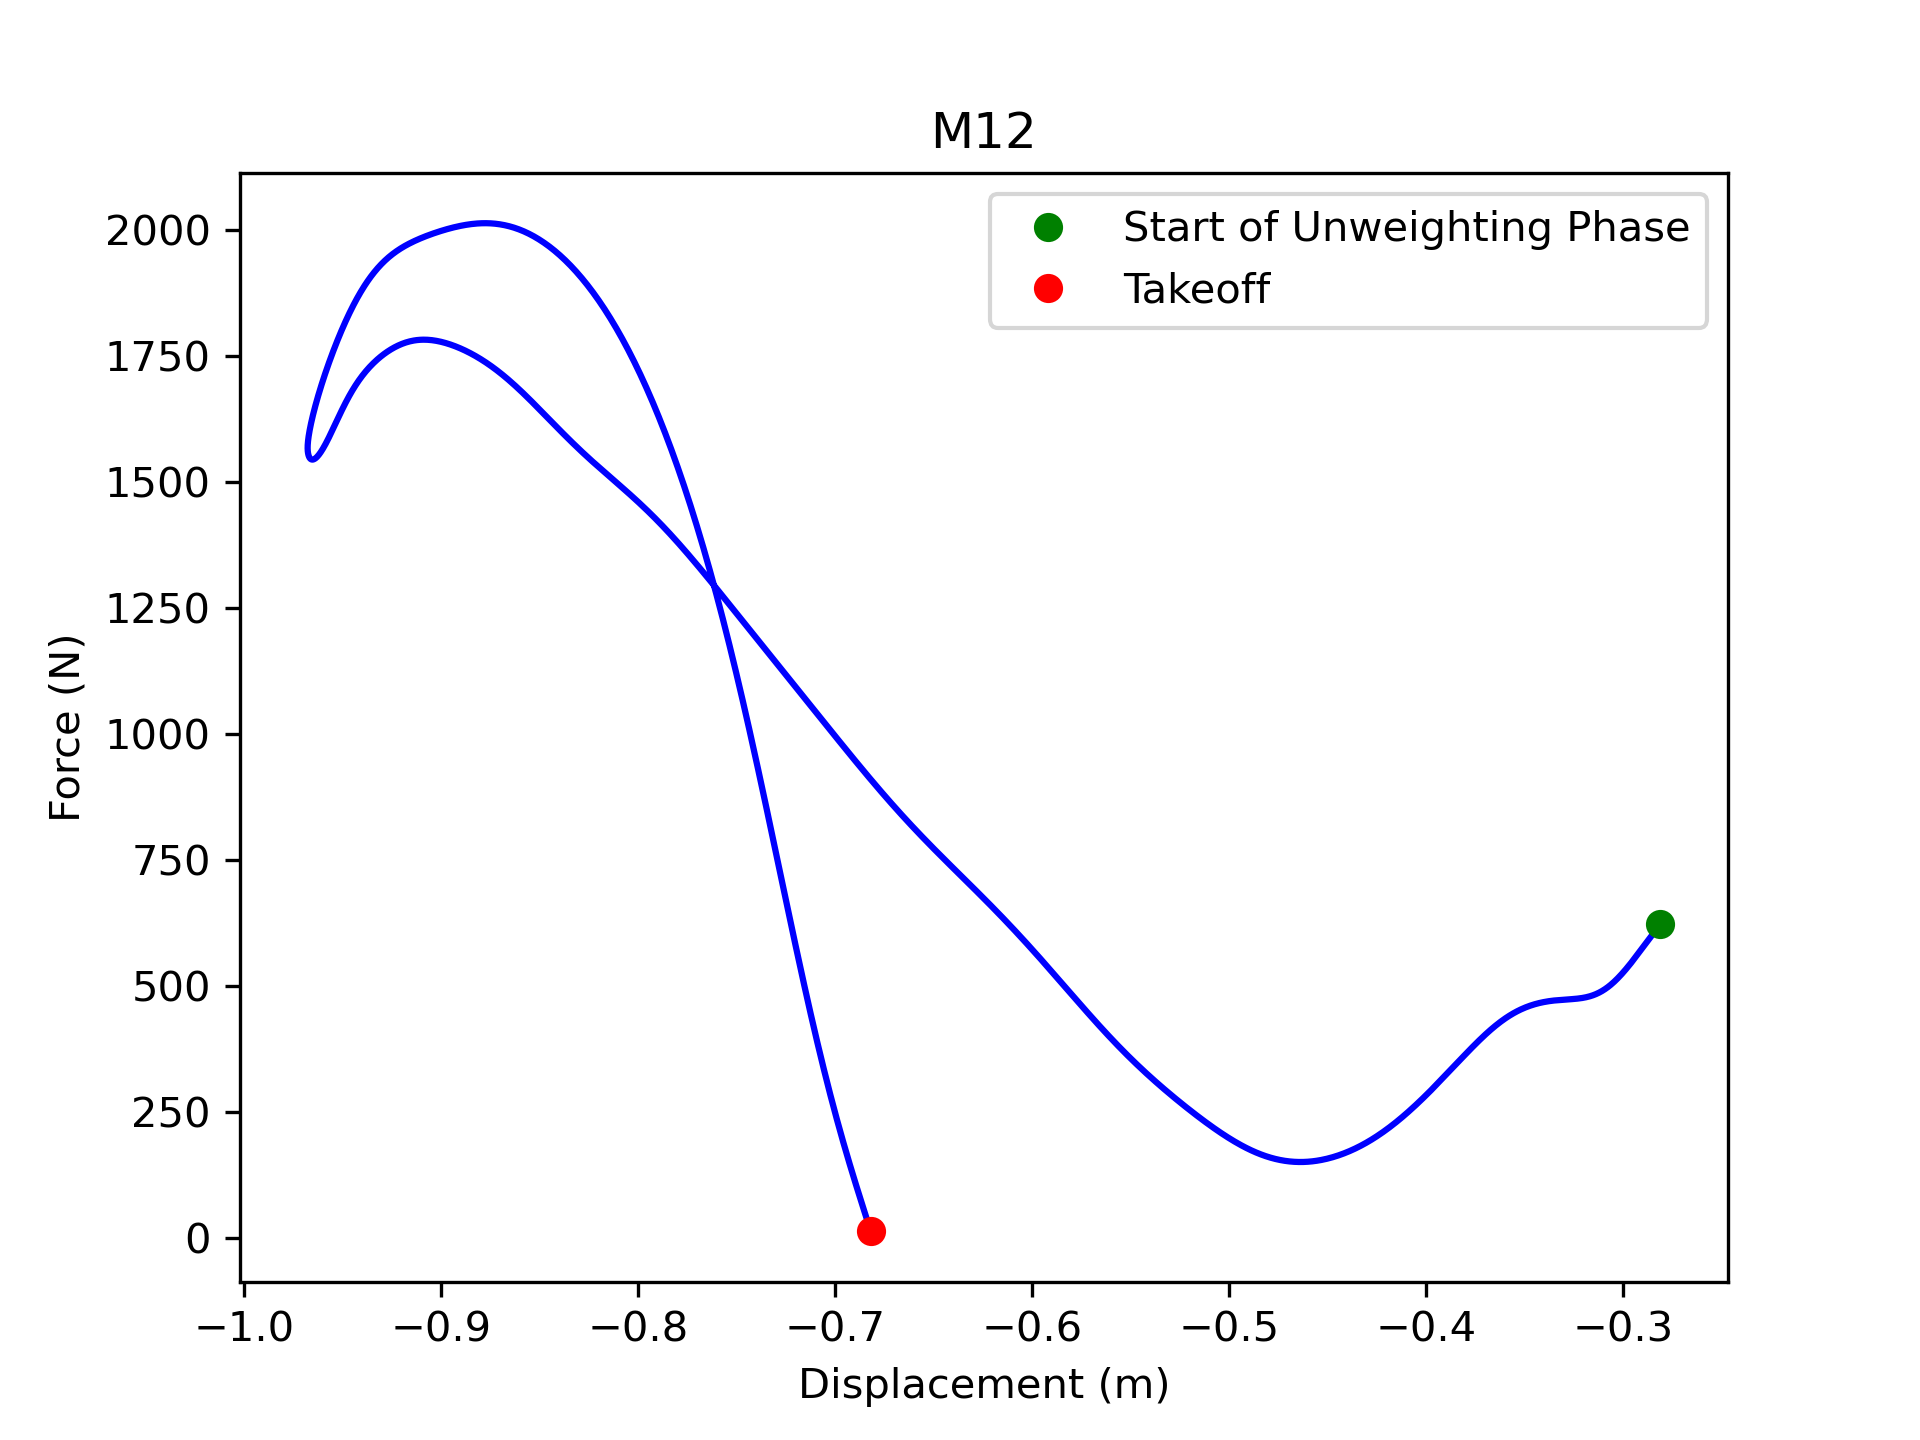 M12
Start of Unweighting Phase
Takeoff
2000
1750
1500
1250
1000
750
500
250
0
Force (N)
−1.0 −0.9 −0.8 −0.7 −0.6 −0.5 −0.4 −0.3
Displacement (m)